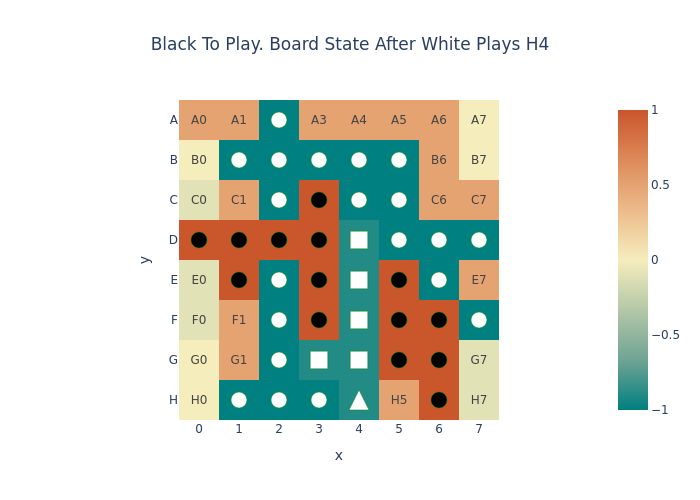 Black To Play. Board State After White Plays H4
A A0 A1 A3 A4 A5 A6 A7
B B0 B6 B7
C C0 C1 C6 C7
D
E E0 E7
F F0 F1
G G0 G1 G7
H H0 H5 H7
0 1 2 3 4 5 6 7
x
y
1
0.5
0
−0.5
−1